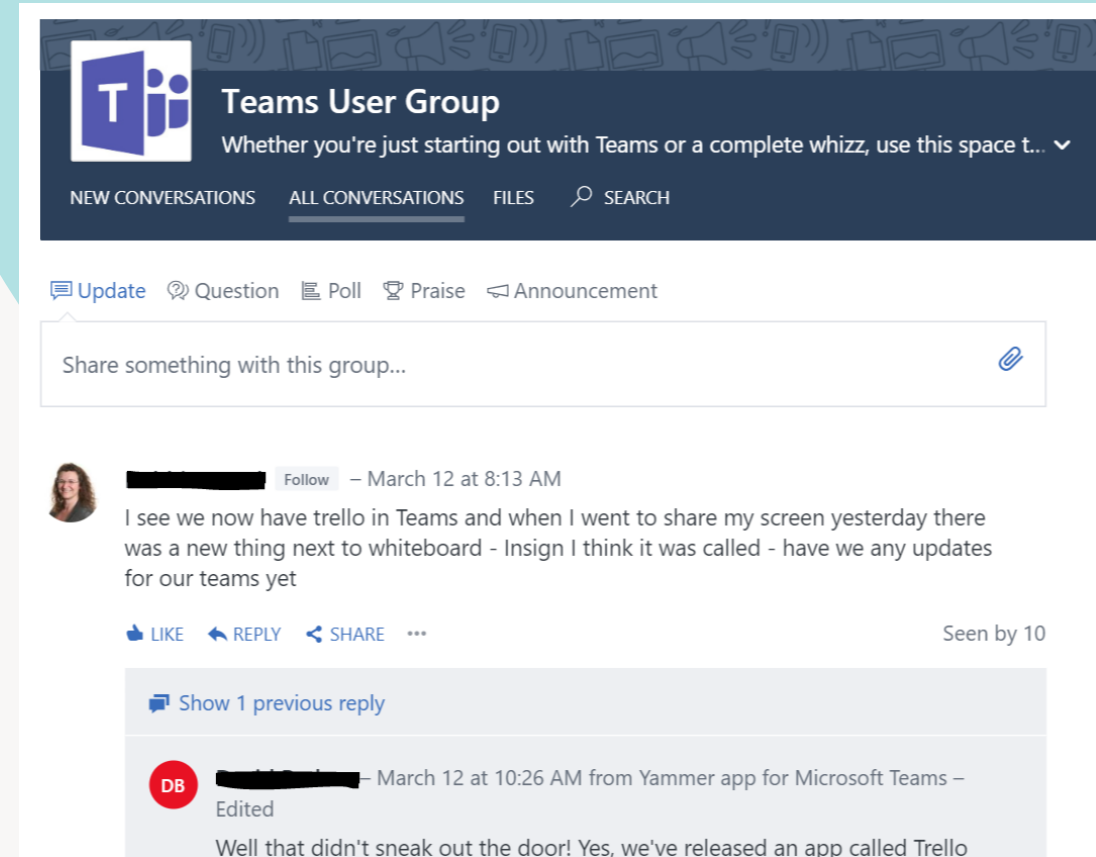 T
Teams User Group
Whether you're just starting out with Teams or a complete whizz, use this space t...
NEW CONVERSATIONS ALL CONVERSATIONS FILES SEARCH
Update Question Poll Praise Announcement
Share something with this group...
Follow – March 12 at 8:13 AM
I see we now have trello in Teams and when I went to share my screen yesterday there
was a new thing next to whiteboard - Insign I think it was called - have we any updates
for our teams yet
LIKE REPLY SHARE ••• Seen by 10
Show 1 previous reply
DB – March 12 at 10:26 AM from Yammer app for Microsoft Teams –
Edited
Well that didn't sneak out the door! Yes, we've released an app called Trello